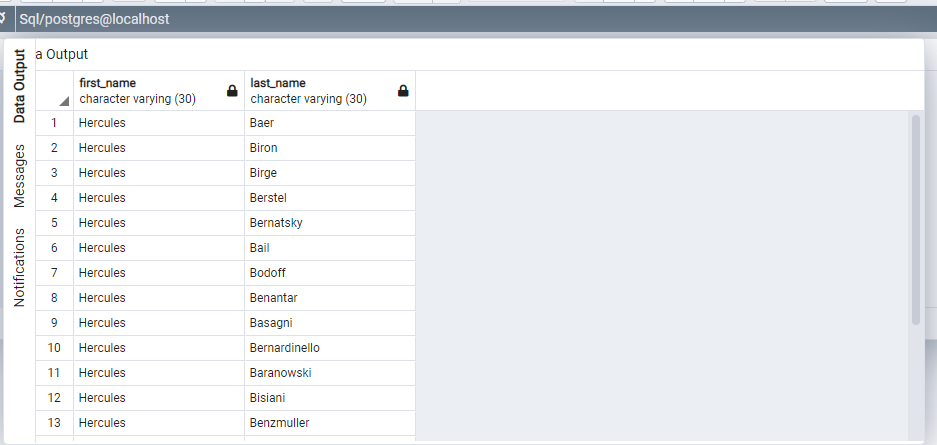 Sql/postgres@localhost
Data Output
Messages
Notifications
a Output
first_name last_name
character varying (30) character varying (30)
1 Hercules Baer
2 Hercules Biron
3 Hercules Birge
4 Hercules Berstel
5 Hercules Bernatsky
6 Hercules Bail
7 Hercules Bodoff
8 Hercules Benantar
9 Hercules Basagni
10 Hercules Bernardinello
11 Hercules Baranowski
12 Hercules Bisiani
13 Hercules Benzmuller